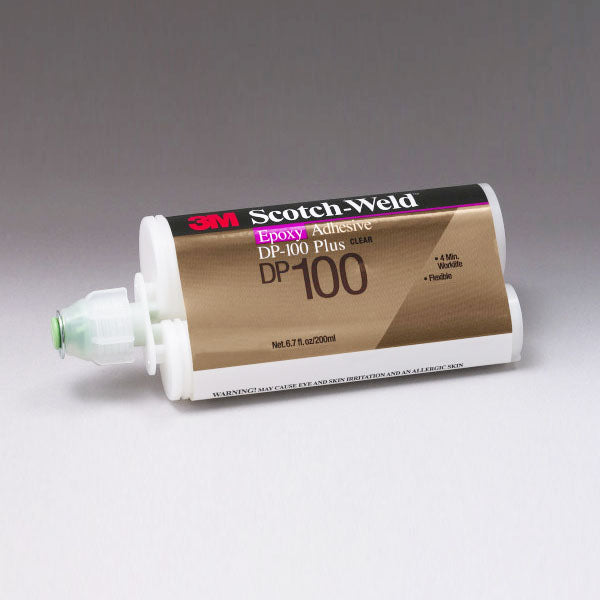 3M Scotch-Weld™
Epoxy Adhesive
DP-100 Plus CLEAR
DP100
• 4 Min. Worklife
• Flexible
Net. 6.7 fl. oz/200ml
WARNING! MAY CAUSE EYE AND SKIN IRRITATION AND AN ALLERGIC SKIN